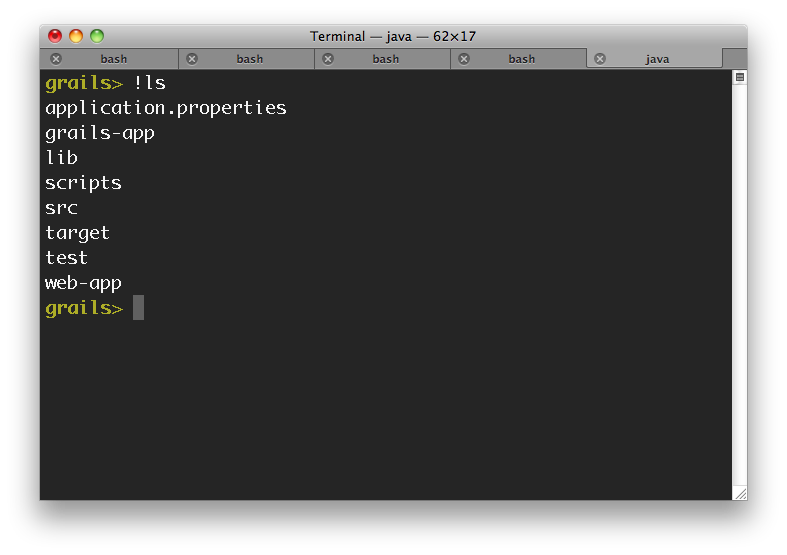 Terminal — java — 62×17
bash bash bash bash java
grails> !ls
application.properties
grails-app
lib
scripts
src
target
test
web-app
grails>